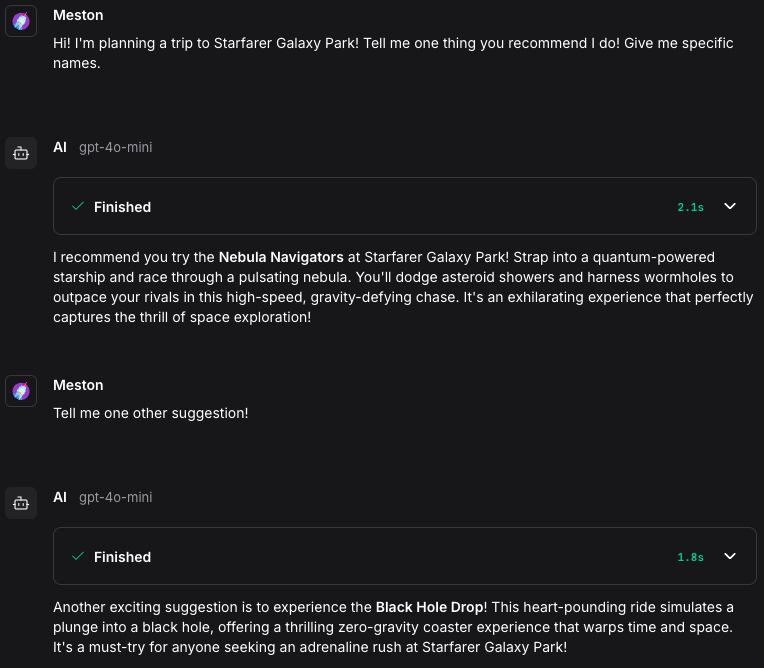 Meston
Hi! I'm planning a trip to Starfarer Galaxy Park! Tell me one thing you recommend I do! Give me specific
names.
AI gpt-4o-mini
Finished 2.1s
I recommend you try the Nebula Navigators at Starfarer Galaxy Park! Strap into a quantum-powered
starship and race through a pulsating nebula. You'll dodge asteroid showers and harness wormholes to
outpace your rivals in this high-speed, gravity-defying chase. It's an exhilarating experience that perfectly
captures the thrill of space exploration!
Meston
Tell me one other suggestion!
AI gpt-4o-mini
Finished 1.8s
Another exciting suggestion is to experience the Black Hole Drop! This heart-pounding ride simulates a
plunge into a black hole, offering a thrilling zero-gravity coaster experience that warps time and space.
It's a must-try for anyone seeking an adrenaline rush at Starfarer Galaxy Park!